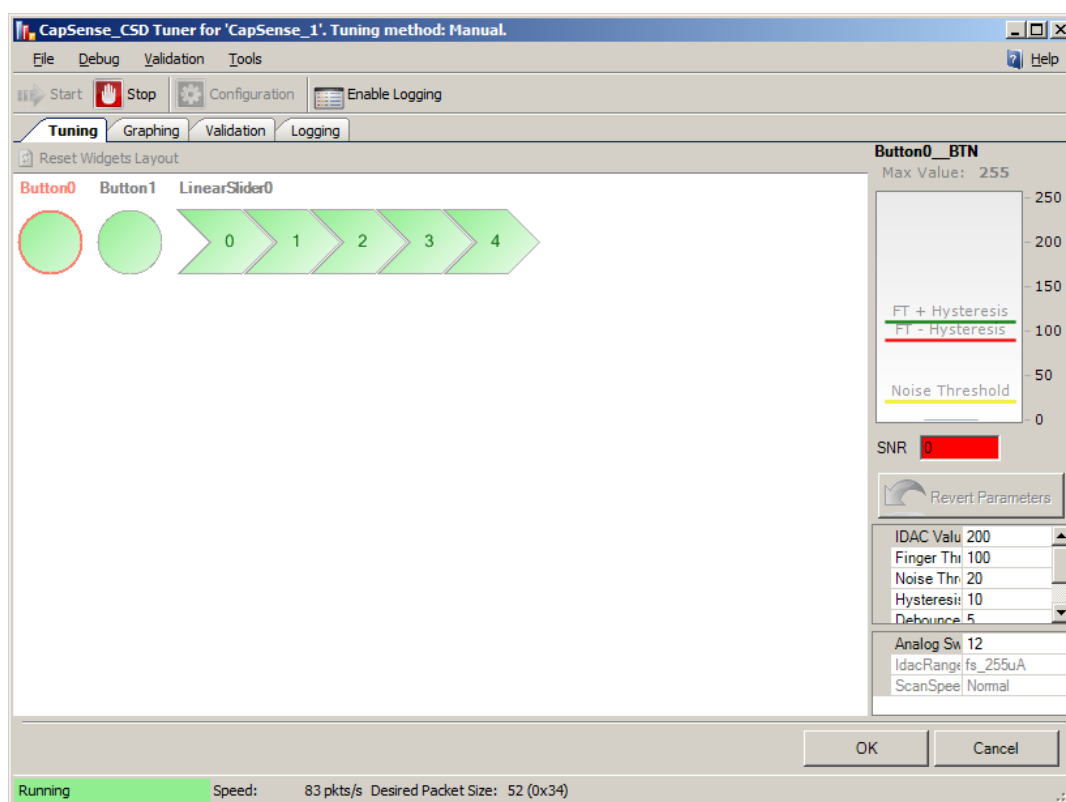 CapSense_CSD Tuner for 'CapSense_1'. Tuning method: Manual.
File Debug Validation Tools Help
Start Stop Configuration Enable Logging
Tuning Graphing Validation Logging
Reset Widgets Layout
Button0 Button1 LinearSlider0
0 1 2 3 4
Button0__BTN
Max Value: 255
250
200
150
FT + Hysteresis
FT - Hysteresis
100
50
Noise Threshold
0
SNR 0
Revert Parameters
IDAC Valu 200
Finger Thr 100
Noise Thr 20
Hysteresis 10
Debounce 5
Analog Sw 12
IdacRange fs_255uA
ScanSpee Normal
OK Cancel
Running Speed: 83 pkts/s Desired Packet Size: 52 (0x34)